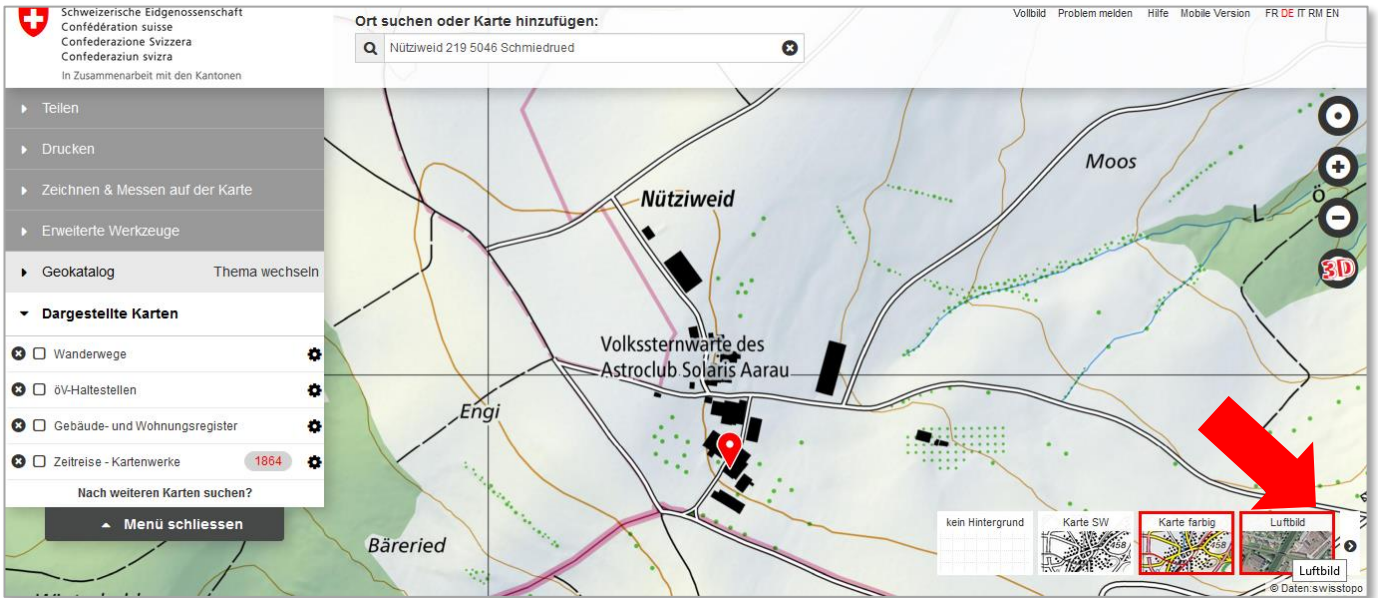 Schweizerische Eidgenossenschaft
Confédération suisse
Confederazione Svizzera
Confederaziun svizra
In Zusammenarbeit mit den Kantonen
Ort suchen oder Karte hinzufügen:
Nütziweid 219 5046 Schmiedrued
Vollbild Problem melden Hilfe Mobile Version FR DE IT RM EN
Teilen
Drucken
Zeichnen & Messen auf der Karte
Erweiterte Werkzeuge
Geokatalog Thema wechseln
Dargestellte Karten
Wanderwege
öV-Haltestellen
Gebäude- und Wohnungsregister
Zeitreise - Kartenwerke 1864
Nach weiteren Karten suchen?
Menü schliessen
Moos
Nütziweid
L ö
3D
Volkssternwarte des
Astroclub Solaris Aarau
Engi
Bäreried
kein Hintergrund Karte SW Karte farbig Luftbild
458 458
Luftbild
© Daten:swisstopo